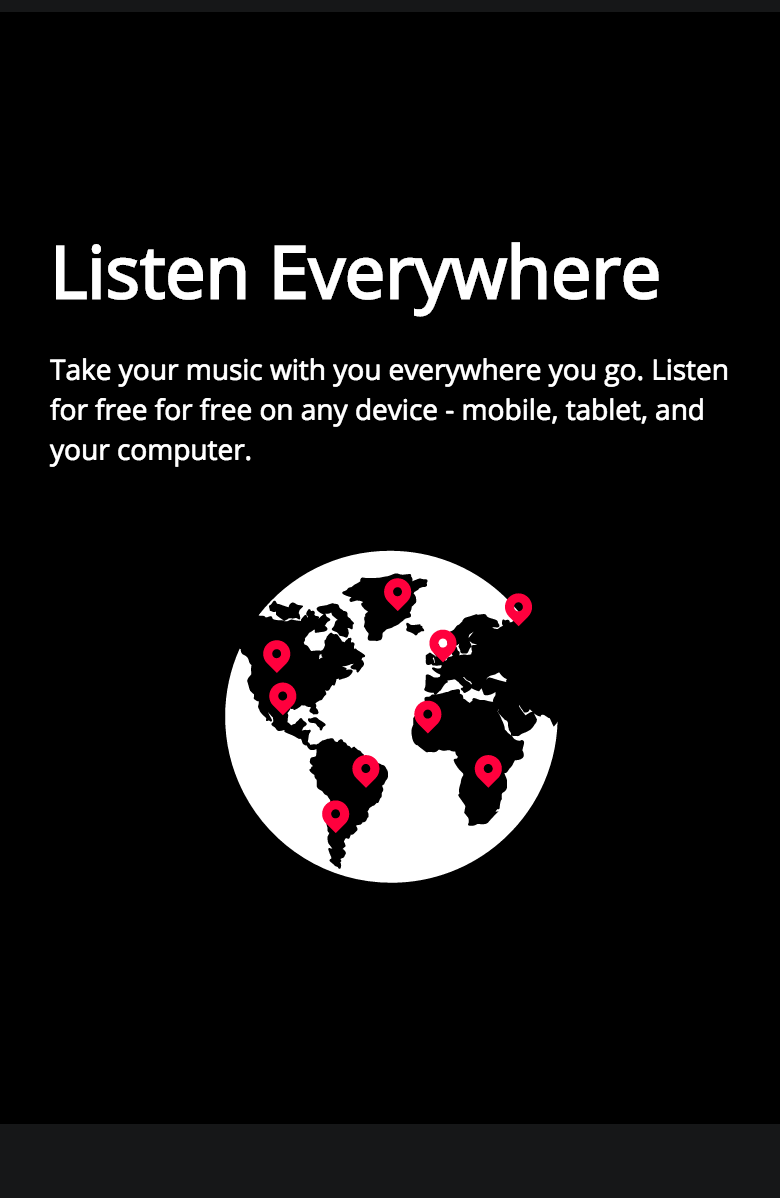 Listen Everywhere
Take your music with you everywhere you go. Listen
for free for free on any device - mobile, tablet, and
your computer.